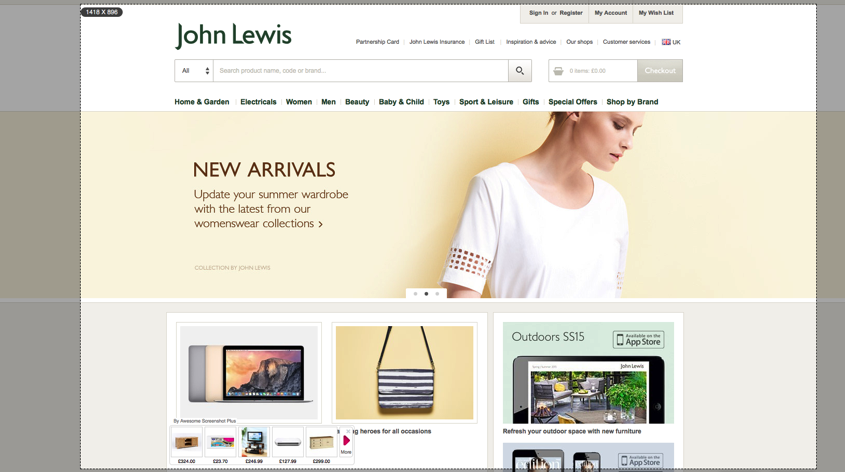 1418 X 896
Sign In or Register My Account My Wish List
John Lewis
Partnership Card John Lewis Insurance Gift List Inspiration & advice Our shops Customer services UK
All Search product name, code or brand... 0 items: £0.00 Checkout
Home & Garden Electricals Women Men Beauty Baby & Child Toys Sport & Leisure Gifts Special Offers Shop by Brand
NEW ARRIVALS
Update your summer wardrobe
with the latest from our
womenswear collections >
COLLECTION BY JOHN LEWIS
Outdoors SS15
Available on the
App Store
John Lewis
By Awesome Screenshot Plus
heroes for all occasions
£324.00 £23.70 £245.99 £127.99 £299.00 More
Refresh your outdoor space with new furniture
Available on the
App Store